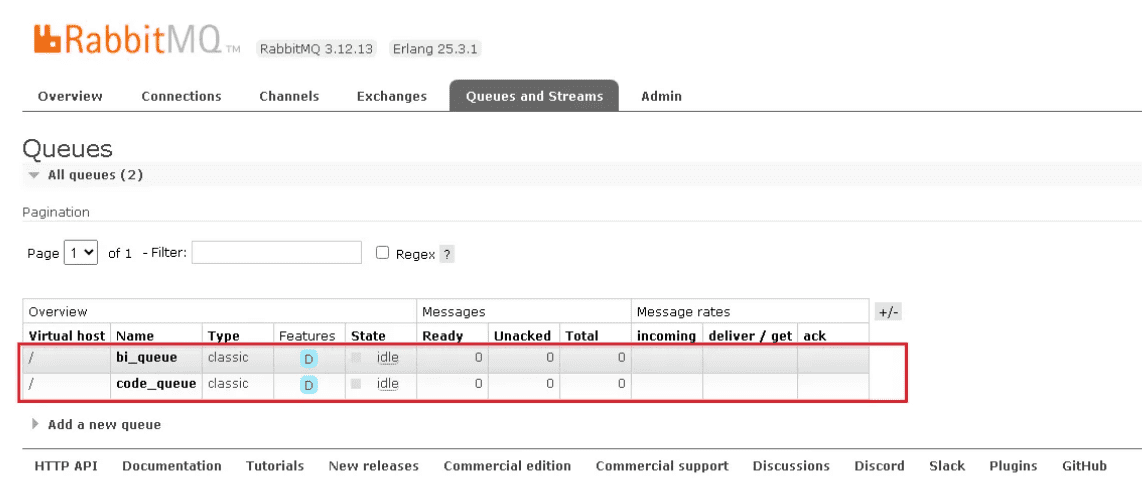 RabbitMQ TM RabbitMQ 3.12.13 Erlang 25.3.1
Overview Connections Channels Exchanges Queues and Streams Admin
Queues
All queues (2)
Pagination
Page 1 of 1 - Filter: Regex ?
Overview Messages Message rates +/-
Virtual host Name Type Features State Ready Unacked Total incoming deliver / get ack
/ bi_queue classic D idle 0 0 0
/ code_queue classic D idle 0 0 0
Add a new queue
HTTP API Documentation Tutorials New releases Commercial edition Commercial support Discussions Discord Slack Plugins GitHub